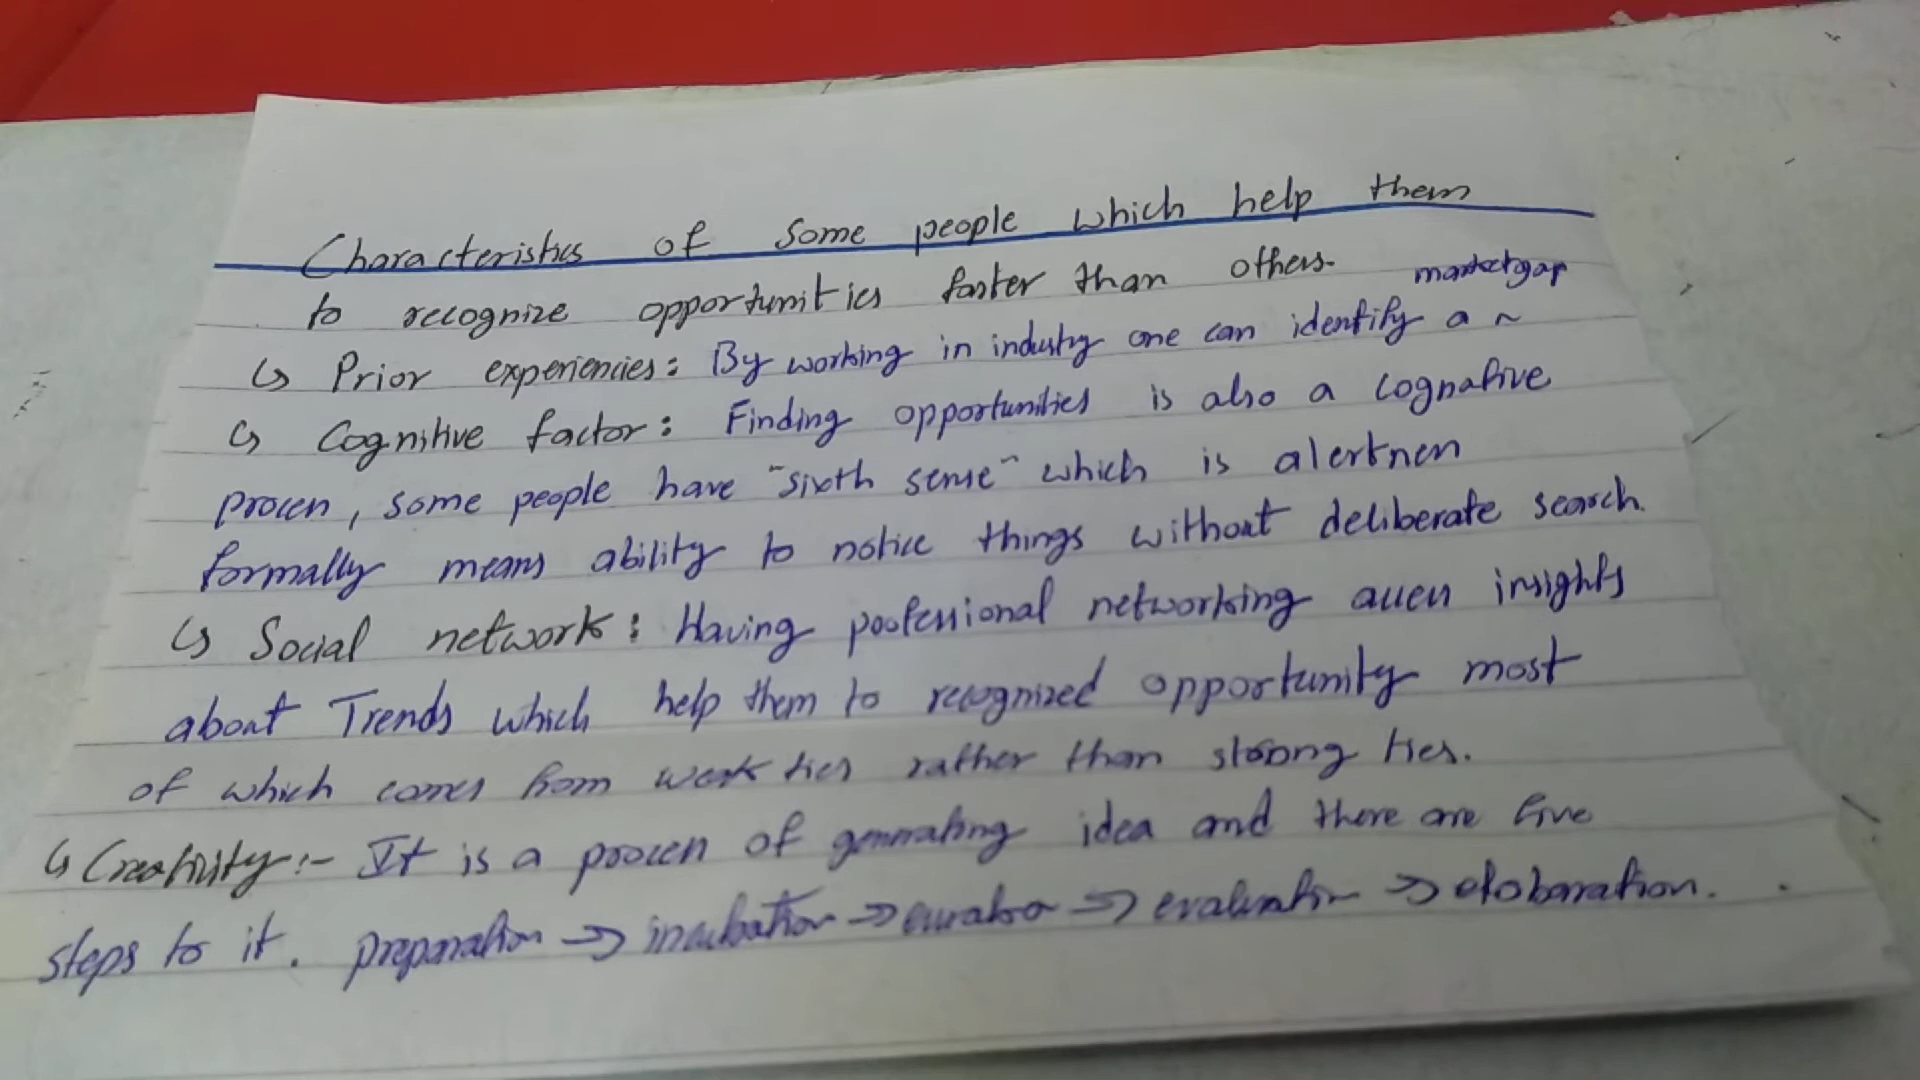 Characteristics of some people which help them
to recognize opportunities faster than others.
marketgap
↳ Prior experiencies: By working in industry one can identify a ~
↳ Cognitive factor: Finding opportunities is also a cognative
process, some people have "sixth sense" which is alertness
formally means ability to notice things without deliberate search.
↳ Social network: Having professional networking access insights
about Trends which help them to recognized opportunity most
of which comes from weak ties rather than strong ties.
↳ Creativity:- It is a process of generating idea and there are five
steps to it. preparation → incubation → → evaluation → elobaration.